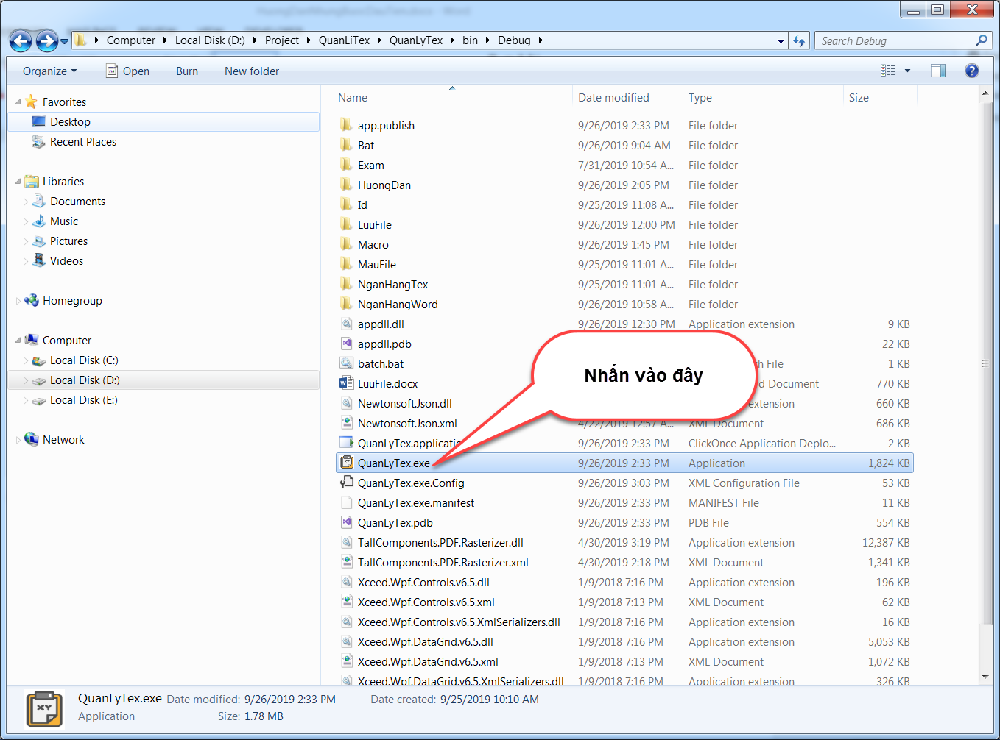 Computer Local Disk (D:) Project QuanLiTex QuanLyTex bin Debug Search Debug
Organize Open Burn New folder
Favorites
Desktop
Recent Places
Libraries
Documents
Music
Pictures
Videos
Homegroup
Computer
Local Disk (C:)
Local Disk (D:)
Local Disk (E:)
Network
Name Date modified Type Size
app.publish 9/26/2019 2:33 PM File folder
Bat 9/26/2019 9:04 AM File folder
Exam 7/31/2019 10:54 A... File folder
HuongDan 9/26/2019 2:05 PM File folder
Id 9/25/2019 11:08 A... File folder
LuuFile 9/26/2019 12:00 PM File folder
Macro 9/26/2019 1:45 PM File folder
MauFile 9/25/2019 11:01 A... File folder
NganHangTex 9/25/2019 11:01 A... File folder
NganHangWord 9/26/2019 10:58 A... File folder
appdll.dll 9/26/2019 12:30 PM Application extension 9 KB
appdll.pdb 22 KB
batch.bat ch File 1 KB
Nhấn vào đây
LuuFile.docx d Document 770 KB
Newtonsoft.Json.dll extension 660 KB
Newtonsoft.Json.xml 4/22/2019 12:57 A... XML Document 686 KB
QuanLyTex.applicatio 9/26/2019 2:33 PM ClickOnce Application Deplo... 2 KB
QuanLyTex.exe 9/26/2019 2:33 PM Application 1,824 KB
QuanLyTex.exe.Config 9/26/2019 3:03 PM XML Configuration File 53 KB
QuanLyTex.exe.manifest 9/26/2019 2:33 PM MANIFEST File 11 KB
QuanLyTex.pdb 9/26/2019 2:33 PM PDB File 554 KB
TallComponents.PDF.Rasterizer.dll 4/30/2019 3:19 PM Application extension 12,387 KB
TallComponents.PDF.Rasterizer.xml 4/30/2019 2:18 PM XML Document 1,341 KB
Xceed.Wpf.Controls.v6.5.dll 1/9/2018 7:16 PM Application extension 196 KB
Xceed.Wpf.Controls.v6.5.xml 1/9/2018 7:13 PM XML Document 62 KB
Xceed.Wpf.Controls.v6.5.XmlSerializers.dll 1/9/2018 7:16 PM Application extension 16 KB
Xceed.Wpf.DataGrid.v6.5.dll 1/9/2018 7:16 PM Application extension 5,053 KB
Xceed.Wpf.DataGrid.v6.5.xml 1/9/2018 7:13 PM XML Document 1,072 KB
Xceed.Wpf.DataGrid.v6.5.XmlSerializers.dll 1/9/2018 7:16 PM Application extension 326 KB
QuanLyTex.exe Date modified: 9/26/2019 2:33 PM Date created: 9/25/2019 10:10 AM
Application Size: 1.78 MB